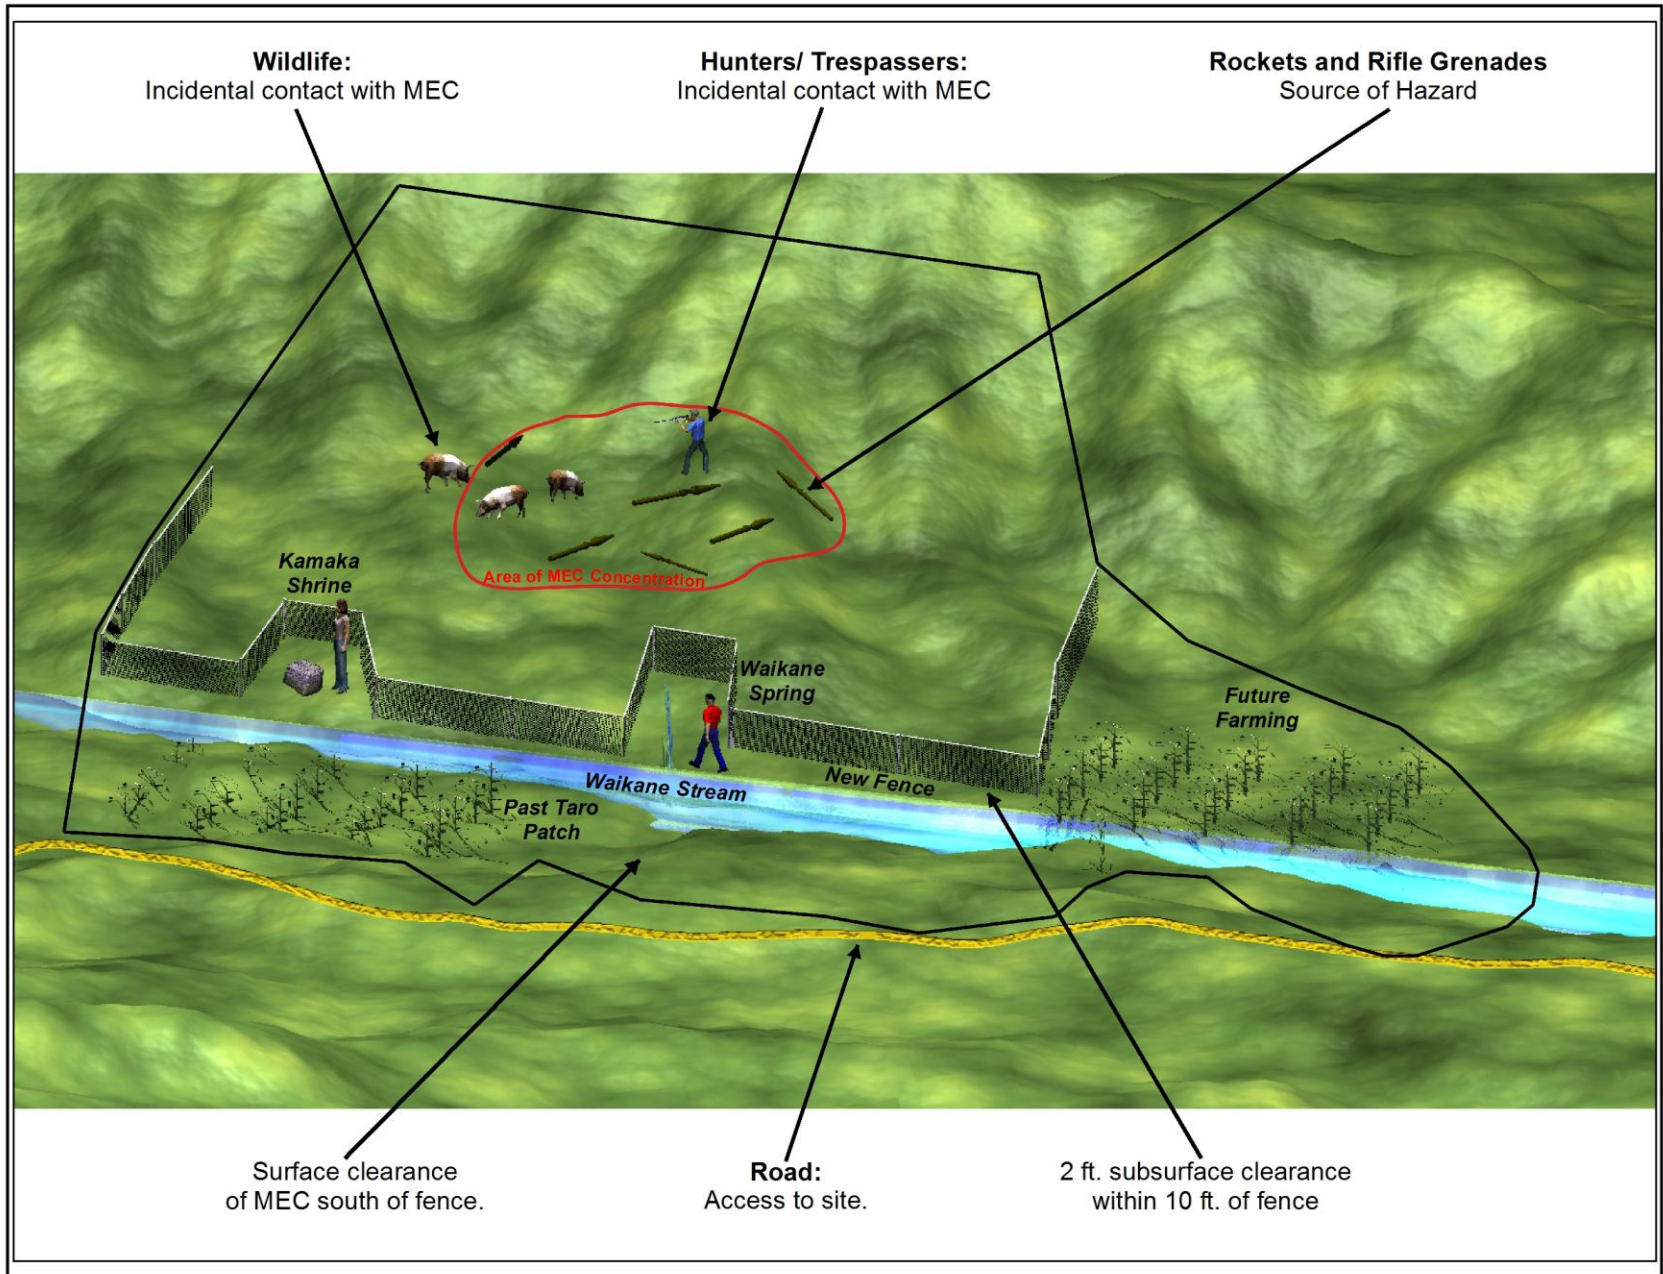 Wildlife:
Incidental contact with MEC
Hunters/ Trespassers:
Incidental contact with MEC
Rockets and Rifle Grenades
Source of Hazard
Area of MEC Concentration
Kamaka
Shrine
Waikane
Spring
Future
Farming
New Fence
Waikane Stream
Past Taro
Patch
Surface clearance
of MEC south of fence.
Road:
Access to site.
2 ft. subsurface clearance
within 10 ft. of fence